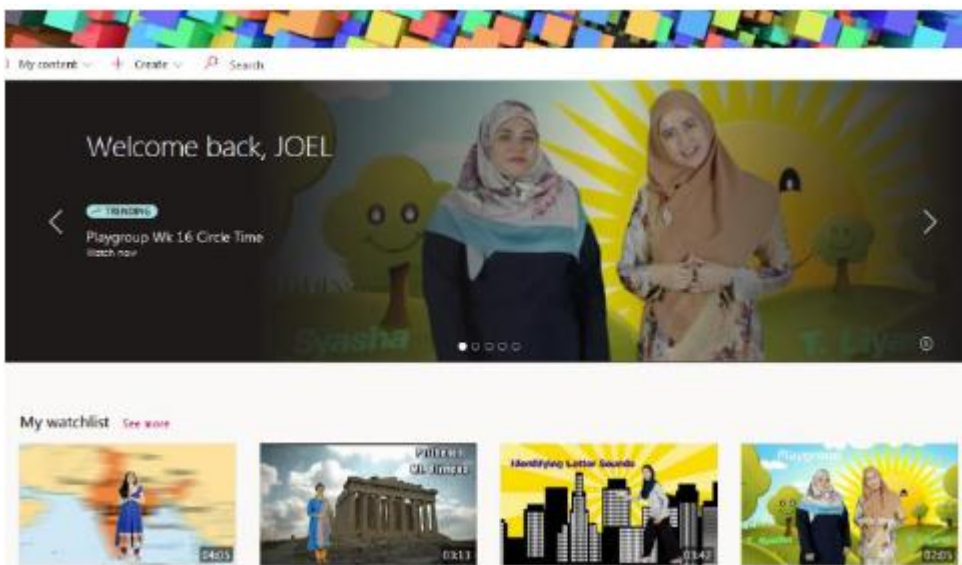 My content
Create
Search
Welcome back, JOEL
TRENDING
Playgroup Wk 16 Circle Time
Watch now
Syasha
T. Liya
My watchlist
See more
04:05
03:13
Identifying Letter Sounds
03:42
Playgroup
02:05